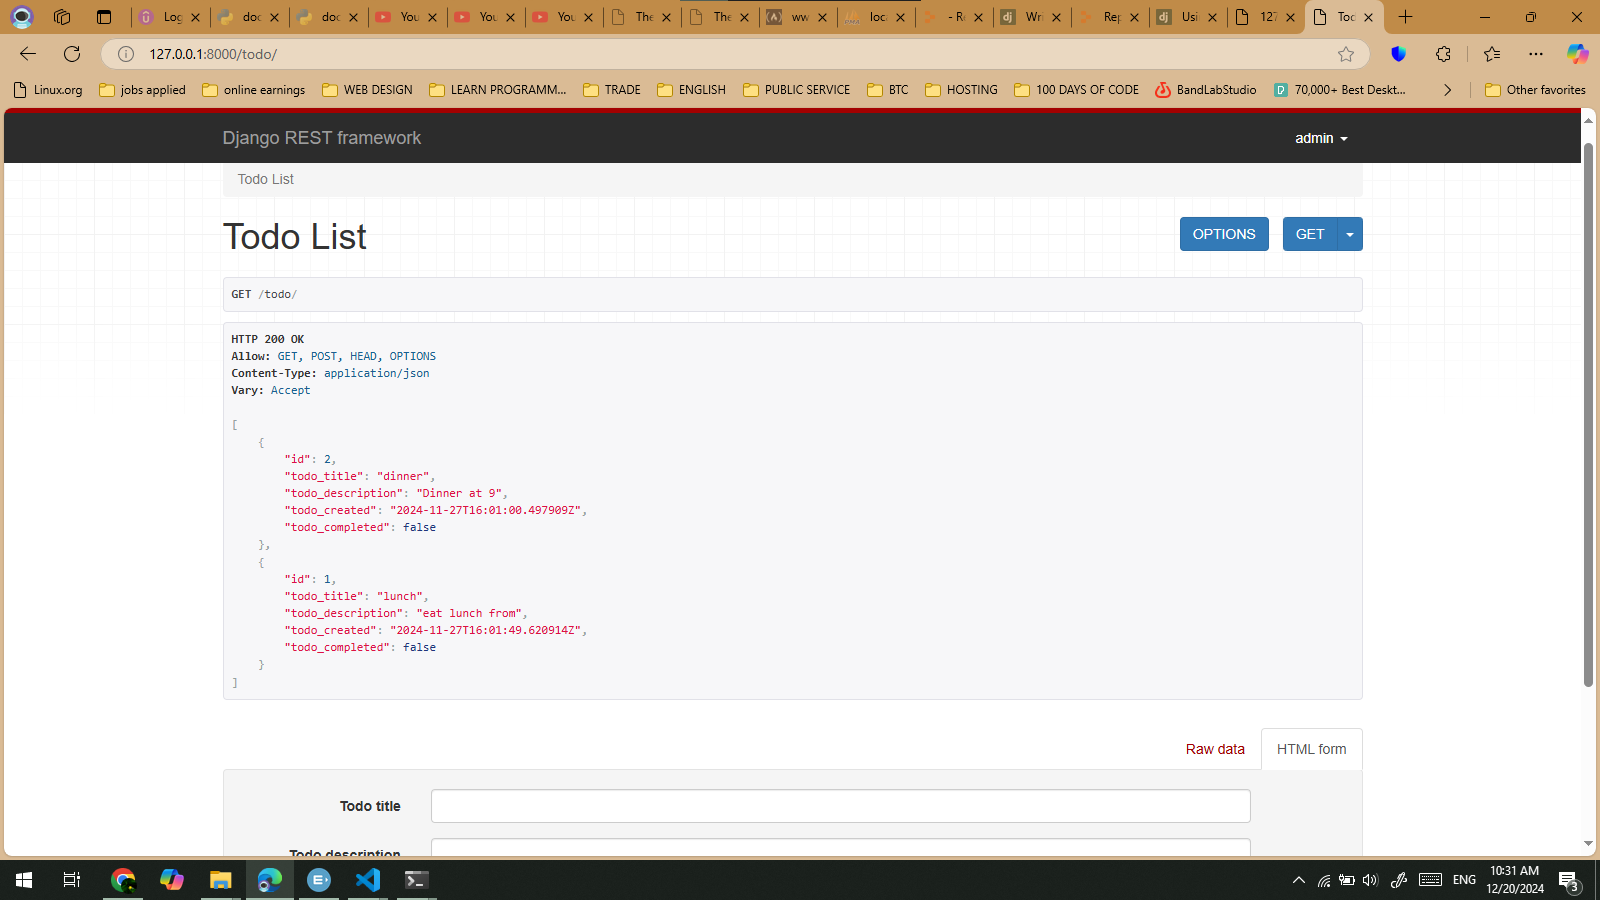 Log
doc
doc
You
You
You
The
The
ww
loca
- Re
Wri
Rep
Usi
127
Tod
127.0.0.1:8000/todo/
Linux.org
jobs applied
online earnings
WEB DESIGN
LEARN PROGRAMM...
TRADE
ENGLISH
PUBLIC SERVICE
BTC
HOSTING
100 DAYS OF CODE
BandLabStudio
70,000+ Best Deskt...
Other favorites
Django REST framework
admin
Todo List
Todo List
OPTIONS
GET
GET /todo/
HTTP 200 OK
Allow: GET, POST, HEAD, OPTIONS
Content-Type: application/json
Vary: Accept
[
{
"id": 2,
"todo_title": "dinner",
"todo_description": "Dinner at 9",
"todo_created": "2024-11-27T16:01:00.497909Z",
"todo_completed": false
},
{
"id": 1,
"todo_title": "lunch",
"todo_description": "eat lunch from",
"todo_created": "2024-11-27T16:01:49.620914Z",
"todo_completed": false
}
]
Raw data
HTML form
Todo title
Todo description
ENG
10:31 AM
12/20/2024
3